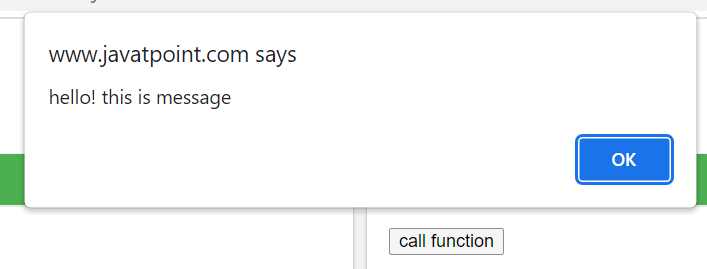 www.javatpoint.com says
hello! this is message
OK
call function